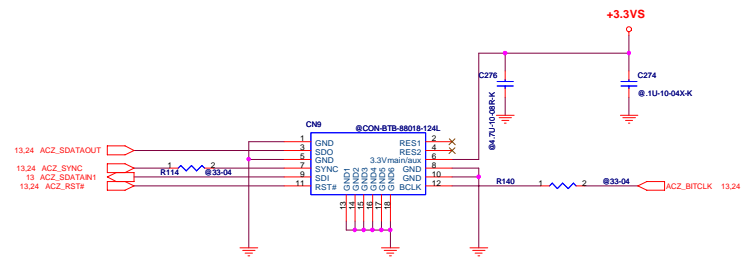 +3.3VS
C276
@4.7U-10-08R-K
C274
@.1U-10-04X-K
CN9
@CON-BTB-88018-124L
1 GND RES1 2
13,24 ACZ_SDATAOUT 3 SDO RES2 4
5 GND 3.3Vmain/aux 6
13,24 ACZ_SYNC 1 2 7 SYNC GND 8
R114 @33-04
13 ACZ_SDATAIN1 9 SDI GND 10
13,24 ACZ_RST# 11 RST# BCLK 12
R140 1 2 @33-04
ACZ_BITCLK 13,24
GND1 GND2 GND3 GND4 GND5 GND6
13 14 15 16 17 18